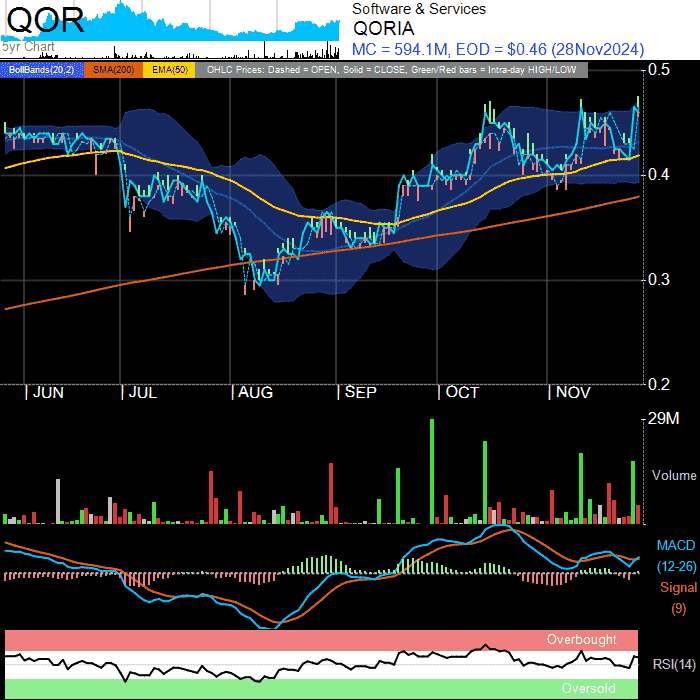 QOR
5yr Chart
Software & Services
QORIA
MC = 594.1M, EOD = $0.46 (28Nov2024)
BollBands(20,2) SMA(200) EMA(50) OHLC Prices: Dashed = OPEN, Solid = CLOSE, Green/Red bars = Intra-day HIGH/LOW
0.5
0.4
0.3
0.2
JUN JUL AUG SEP OCT NOV
29M
Volume
MACD
(12-26)
Signal
(9)
Overbought
RSI(14)
Oversold